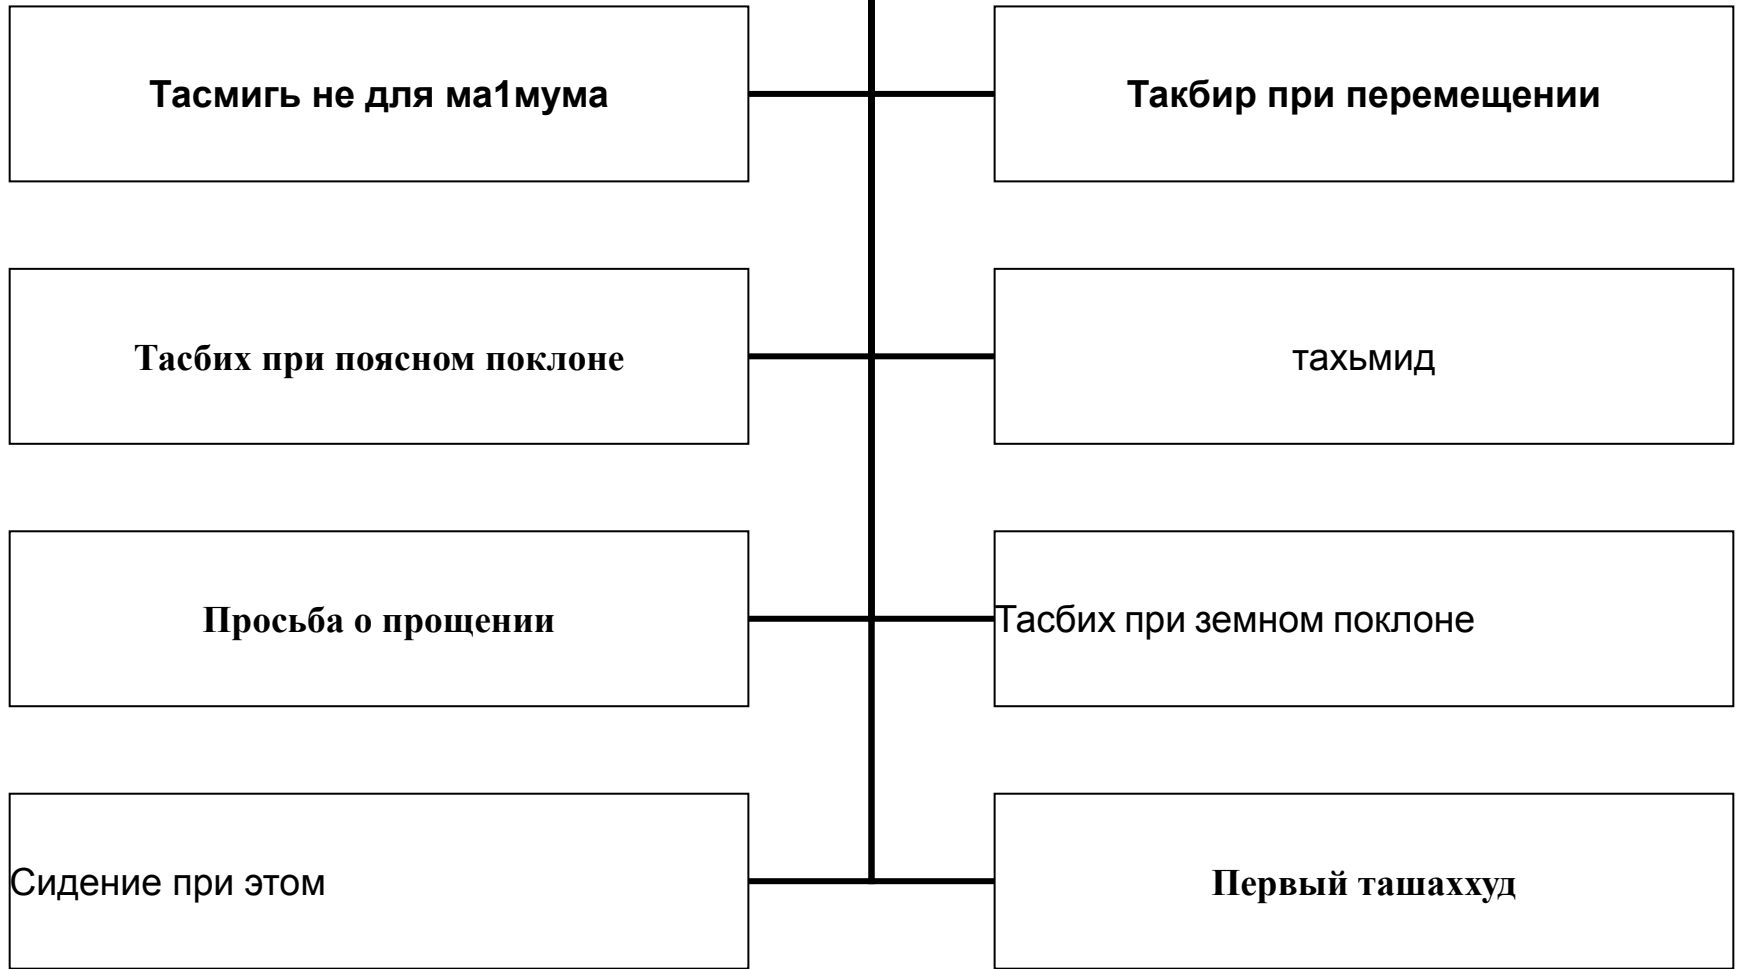 Тасмигь не для ма1мума
Такбир при перемещении
Тасбих при поясном поклоне
тахьмид
Просьба о прощении
Тасбих при земном поклоне
Сидение при этом
Первый ташаххуд